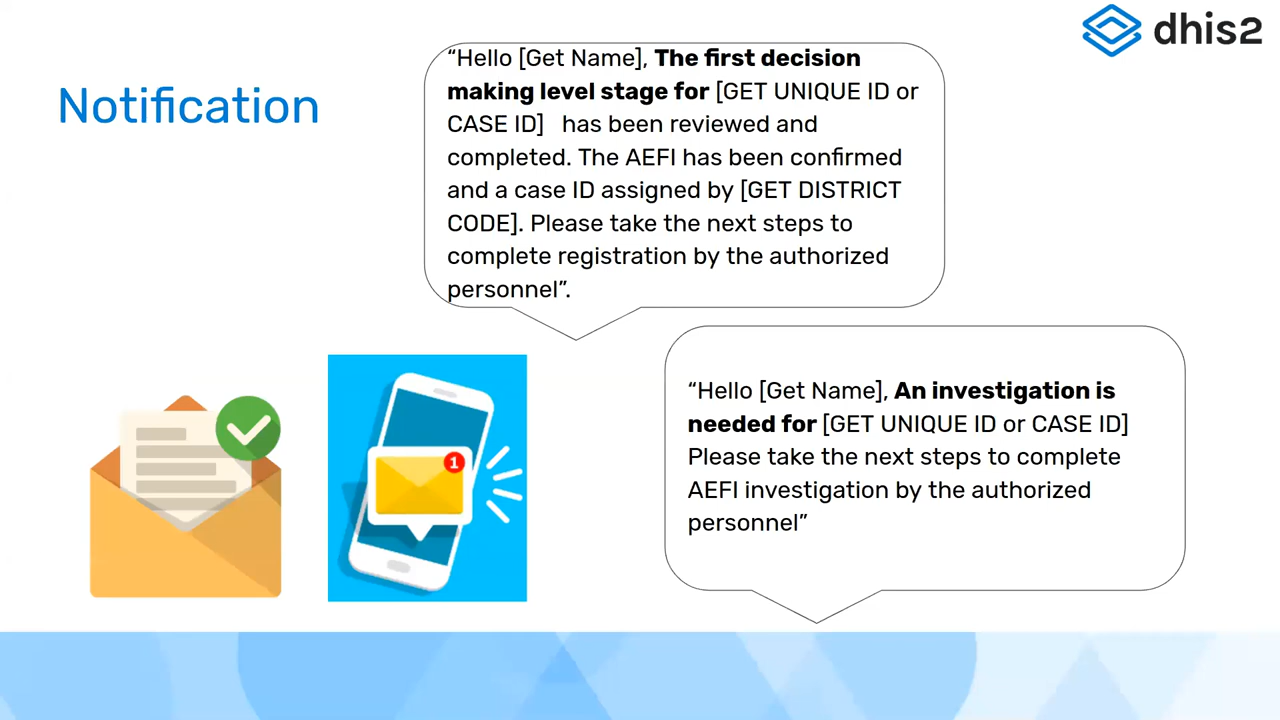 dhis2
Notification
“Hello [Get Name], The first decision
making level stage for [GET UNIQUE ID or
CASE ID] has been reviewed and
completed. The AEFI has been confirmed
and a case ID assigned by [GET DISTRICT
CODE]. Please take the next steps to
complete registration by the authorized
personnel”.
1
“Hello [Get Name], An investigation is
needed for [GET UNIQUE ID or CASE ID]
Please take the next steps to complete
AEFI investigation by the authorized
personnel”